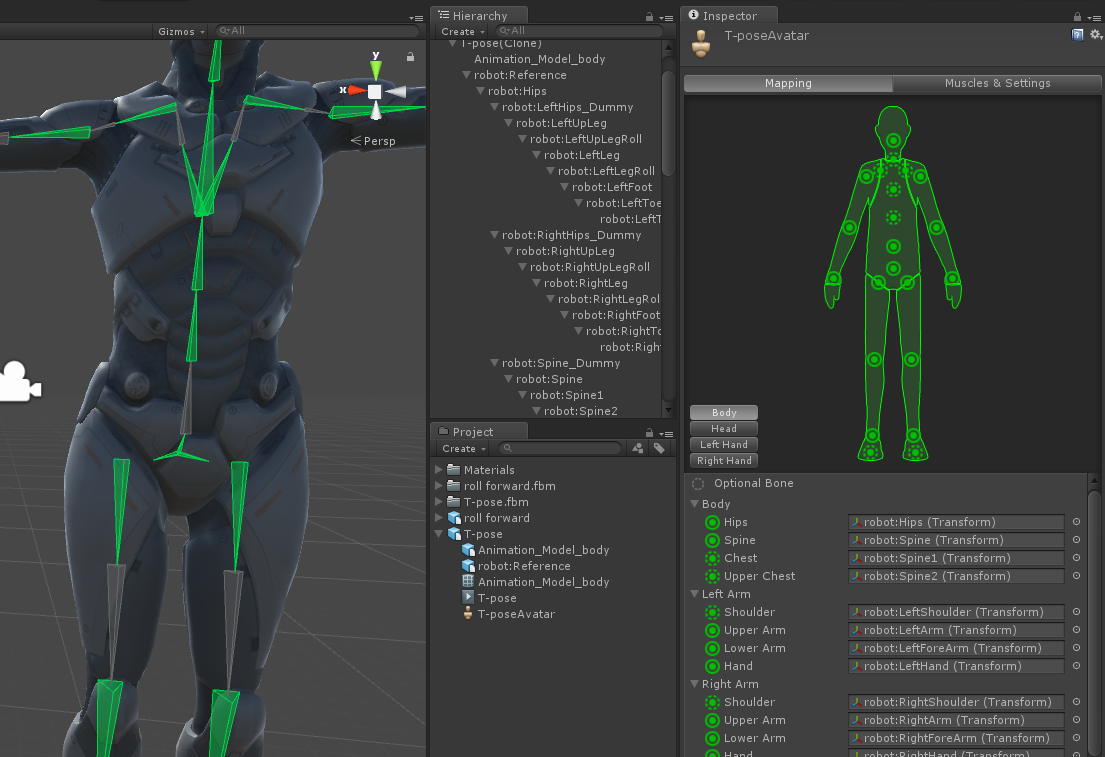 Gizmos
All
y
x
Persp
Hierarchy
Create
All
T-pose(Clone)
Animation_Model_body
robot:Reference
robot:Hips
robot:LeftHips_Dummy
robot:LeftUpLeg
robot:LeftUpLegRoll
robot:LeftLeg
robot:LeftLegRoll
robot:LeftFoot
robot:LeftToe
robot:LeftT
robot:RightHips_Dummy
robot:RightUpLeg
robot:RightUpLegRoll
robot:RightLeg
robot:RightLegRol
robot:RightFoot
robot:RightTo
robot:Right
robot:Spine_Dummy
robot:Spine
robot:Spine1
robot:Spine2
Project
Create
Materials
roll forward.fbm
T-pose.fbm
roll forward
T-pose
Animation_Model_body
robot:Reference
Animation_Model_body
T-pose
T-poseAvatar
Inspector
T-poseAvatar
Mapping Muscles & Settings
Body
Head
Left Hand
Right Hand
Optional Bone
Body
Hips robot:Hips (Transform)
Spine robot:Spine (Transform)
Chest robot:Spine1 (Transform)
Upper Chest robot:Spine2 (Transform)
Left Arm
Shoulder robot:LeftShoulder (Transform)
Upper Arm robot:LeftArm (Transform)
Lower Arm robot:LeftForeArm (Transform)
Hand robot:LeftHand (Transform)
Right Arm
Shoulder robot:RightShoulder (Transform)
Upper Arm robot:RightArm (Transform)
Lower Arm robot:RightForeArm (Transform)
Hand robot:RightHand (Transform)